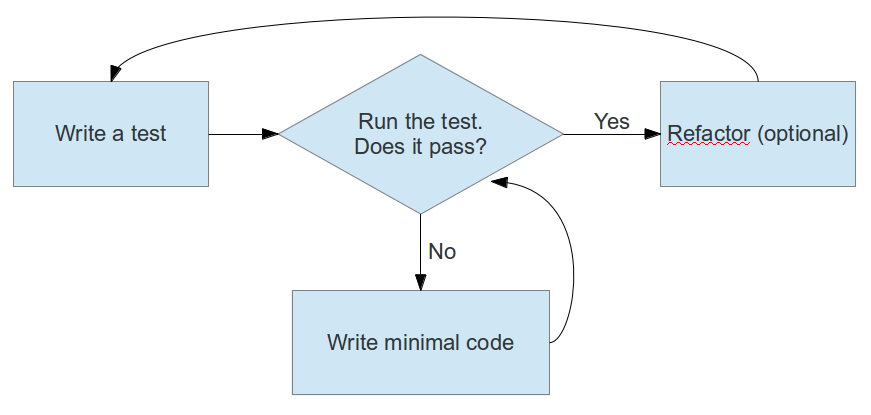 Write a test
Run the test.
Does it pass?
Yes
Refactor (optional)
No
Write minimal code